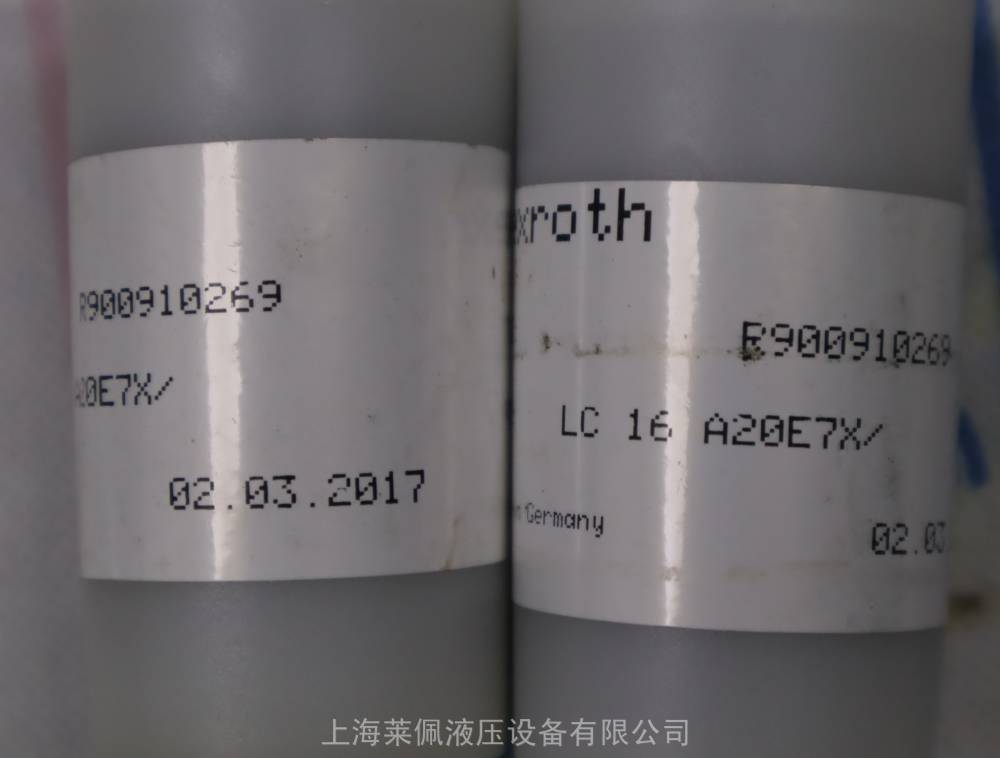 R900910269
A20E7X/
02.03.2017
xroth
R900910269
LC 16 A20E7X/
Germany
02.03
上海莱佩液压设备有限公司